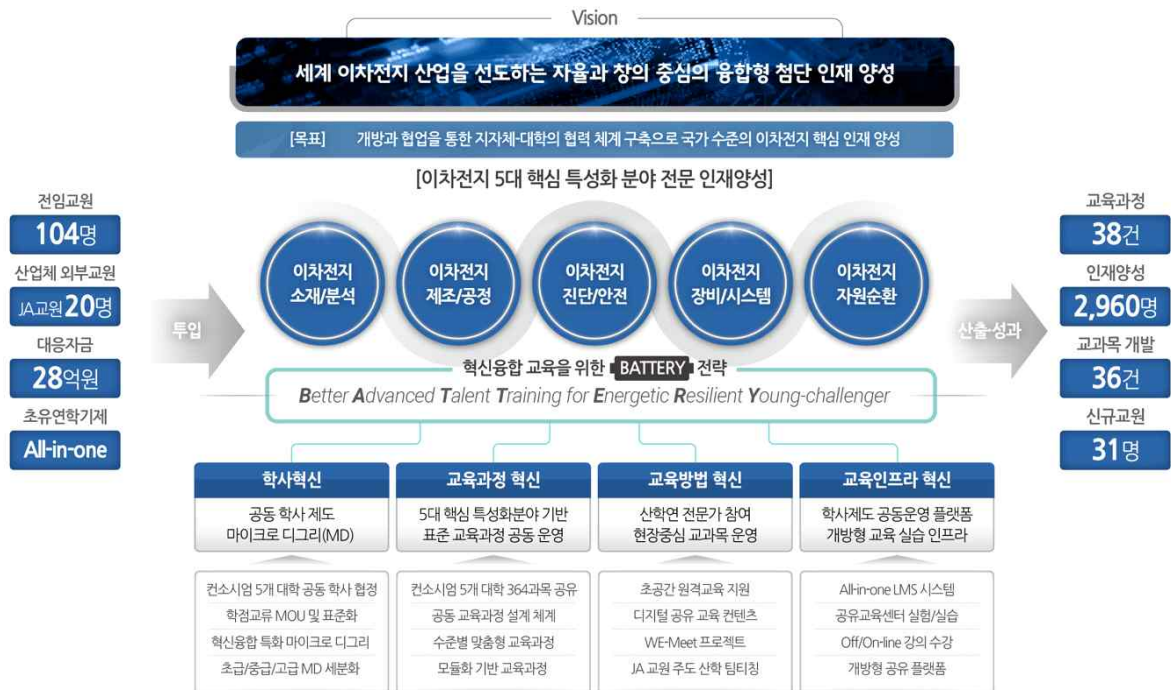 Vision
세계 이차전지 산업을 선도하는 자율과 창의 중심의 융합형 첨단 인재 양성
[목표] 개방과 협업을 통한 지자체-대학의 협력 체계 구축으로 국가 수준의 이차전지 핵심 인재 양성
[이차전지 5대 핵심 특성화 분야 전문 인재양성]
전임교원
104명
산업체 외부교원
JA교원20명
대응자금
28억원
초유연학기제
All-in-one
투입
이차전지
소재/분석
이차전지
제조/공정
이차전지
진단/안전
이차전지
장비/시스템
이차전지
자원순환
산출·성과
교육과정
38건
인재양성
2,960명
교과목 개발
36건
신규교원
31명
혁신융합 교육을 위한 BATTERY 전략
Better Advanced Talent Training for Energetic Resilient Young-challenger
학사혁신
공동 학사 제도
마이크로 디그리(MD)
컨소시엄 5개 대학 공동 학사 협정
학점교류 MOU 및 표준화
혁신융합 특화 마이크로 디그리
초급/중급/고급 MD 세분화
교육과정 혁신
5대 핵심 특성화분야 기반
표준 교육과정 공동 운영
컨소시엄 5개 대학 364과목 공유
공동 교육과정 설계 체계
수준별 맞춤형 교육과정
모듈화 기반 교육과정
교육방법 혁신
산학연 전문가 참여
현장중심 교과목 운영
초공간 원격교육 지원
디지털 공유 교육 컨텐츠
WE-Meet 프로젝트
JA 교원 주도 산학 팀티칭
교육인프라 혁신
학사제도 공동운영 플랫폼
개방형 교육 실습 인프라
All-in-one LMS 시스템
공유교육센터 실험/실습
Off/On-line 강의 수강
개방형 공유 플랫폼